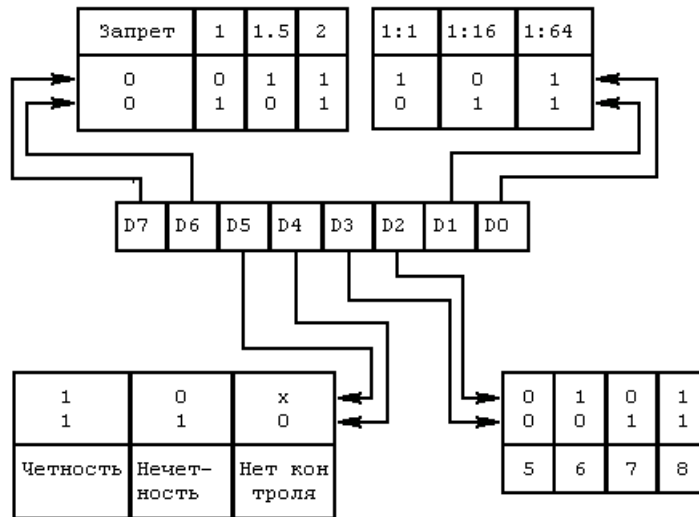 Запрет 1 1.5 2
0 0 1 1
0 1 0 1
1:1 1:16 1:64
1 0 1
0 1 1
D7 D6 D5 D4 D3 D2 D1 D0
1 0 x
1 1 0
Четность Нечет- Нет кон
ность троля
0 1 0 1
0 0 1 1
5 6 7 8